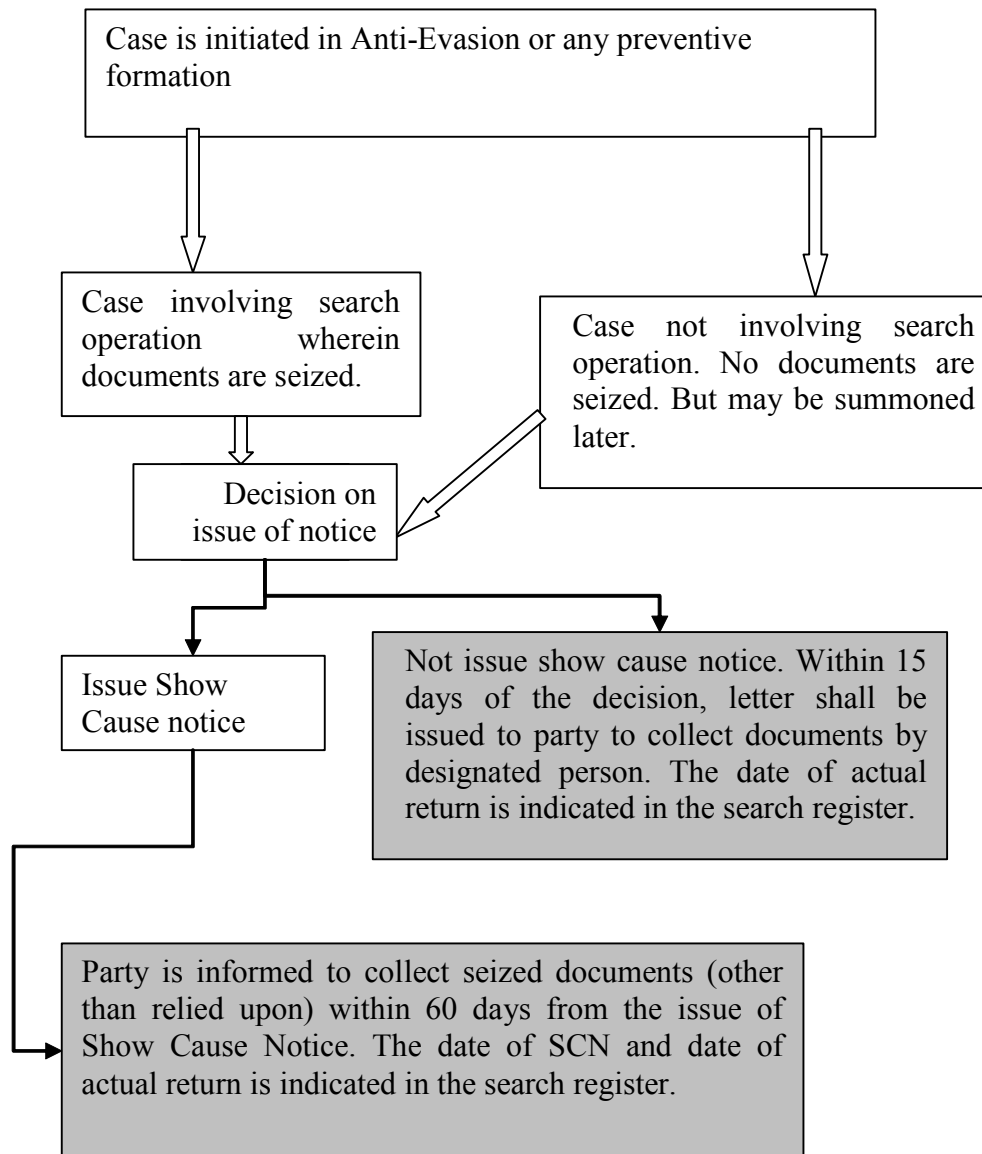 Case is initiated in Anti-Evasion or any preventive
formation
Case involving search
operation wherein
documents are seized.
Case not involving search
operation. No documents are
seized. But may be summoned
later.
Decision on
issue of notice
Issue Show
Cause notice
Not issue show cause notice. Within 15
days of the decision, letter shall be
issued to party to collect documents by
designated person. The date of actual
return is indicated in the search register.
Party is informed to collect seized documents (other
than relied upon) within 60 days from the issue of
Show Cause Notice. The date of SCN and date of
actual return is indicated in the search register.